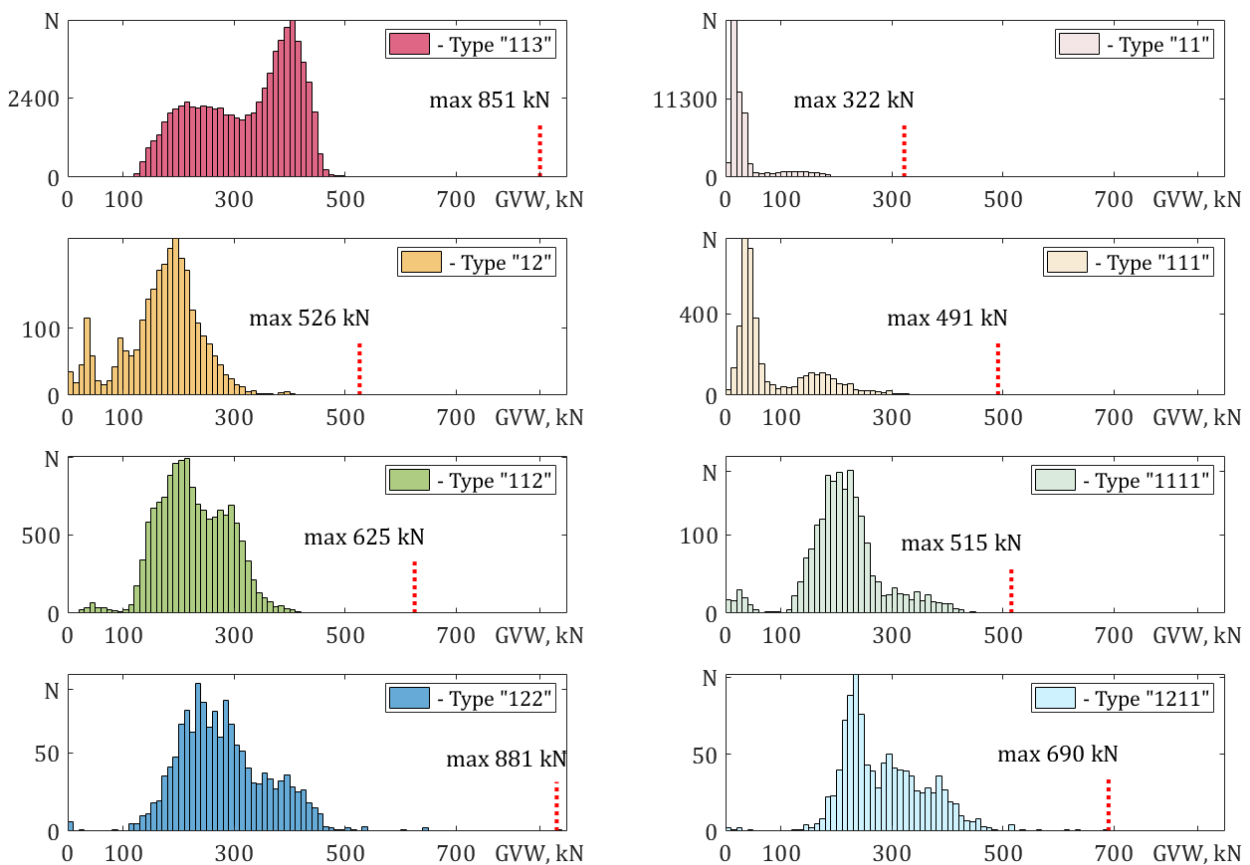 N
- Type "113"
2400
max 851 kN
0
0 100 300 500 700 GVW, kN
N
- Type "11"
11300
max 322 kN
0
0 100 300 500 700 GVW, kN
N
- Type "12"
max 526 kN
100
0
0 100 300 500 700 GVW, kN
N
- Type "111"
400
max 491 kN
0
0 100 300 500 700 GVW, kN
N
- Type "112"
500
max 625 kN
0
0 100 300 500 700 GVW, kN
N
- Type "1111"
100
max 515 kN
0
0 100 300 500 700 GVW, kN
N
- Type "122"
50
max 881 kN
0
0 100 300 500 700 GVW, kN
N
- Type "1211"
50
max 690 kN
0
0 100 300 500 700 GVW, kN